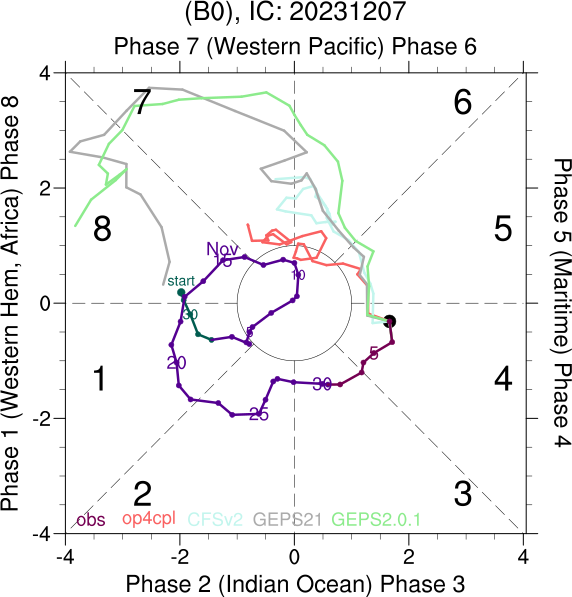 (B0), IC: 20231207
Phase 7 (Western Pacific) Phase 6
Phase 1 (Western Hem, Africa) Phase 8
Phase 5 (Maritime) Phase 4
4
2
0
-2
-4
7
6
8
5
1
4
2
3
Nov
15
start
10
30
5
20
25
30
5
obs op4cpl CFSv2 GEPS21 GEPS2.0.1
-4 -2 0 2 4
Phase 2 (Indian Ocean) Phase 3